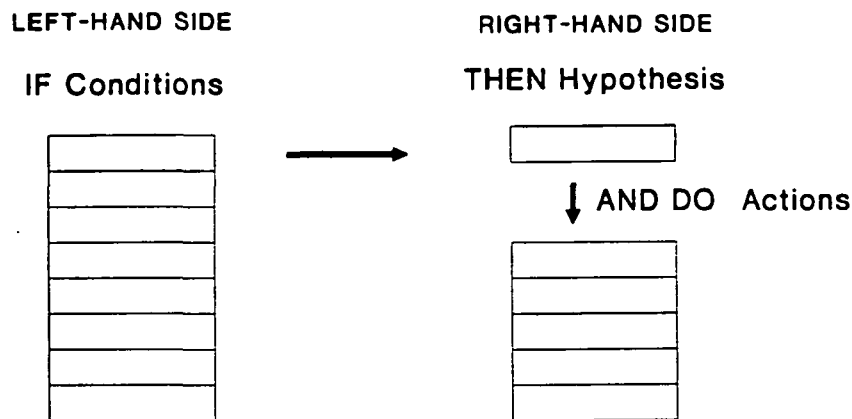 LEFT-HAND SIDE
IF Conditions
RIGHT-HAND SIDE
THEN Hypothesis
AND DO Actions